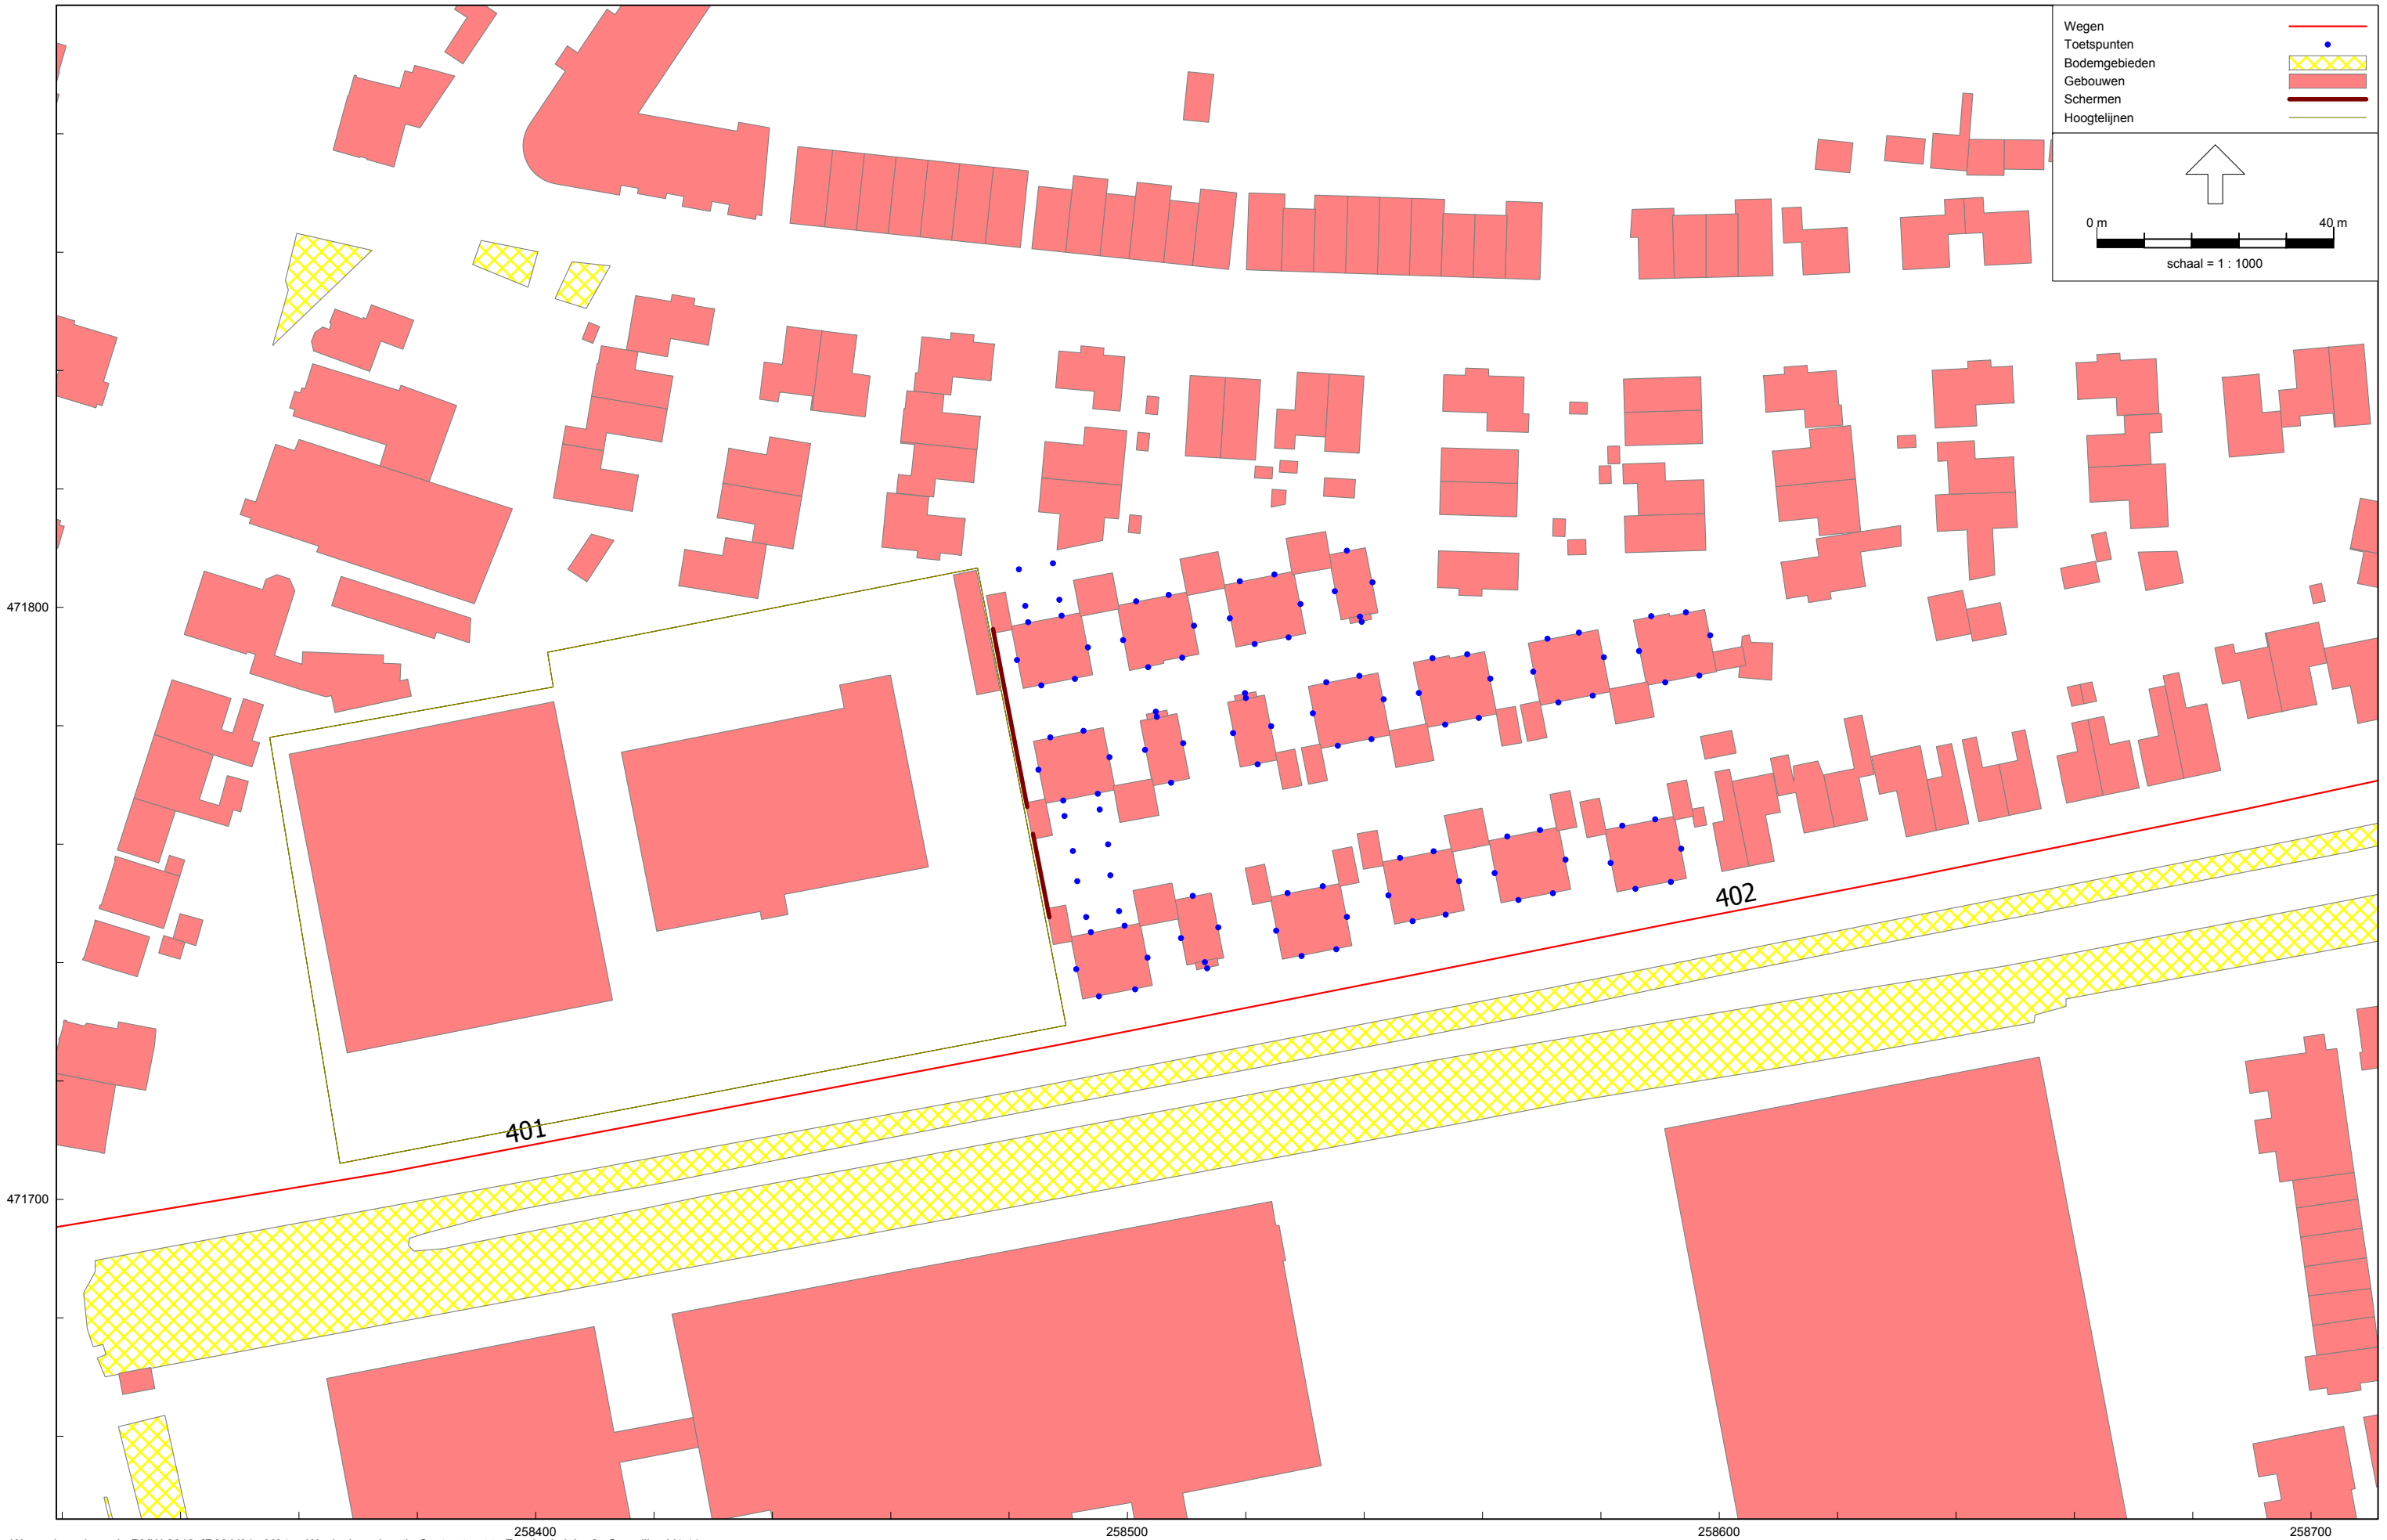 Wegen
Toetspunten
Bodemgebieden
Gebouwen
Schermen
Hoogtelijnen
0 m 40 m
schaal = 1 : 1000
471800
402
401
471700
258400 258500 258600 258700